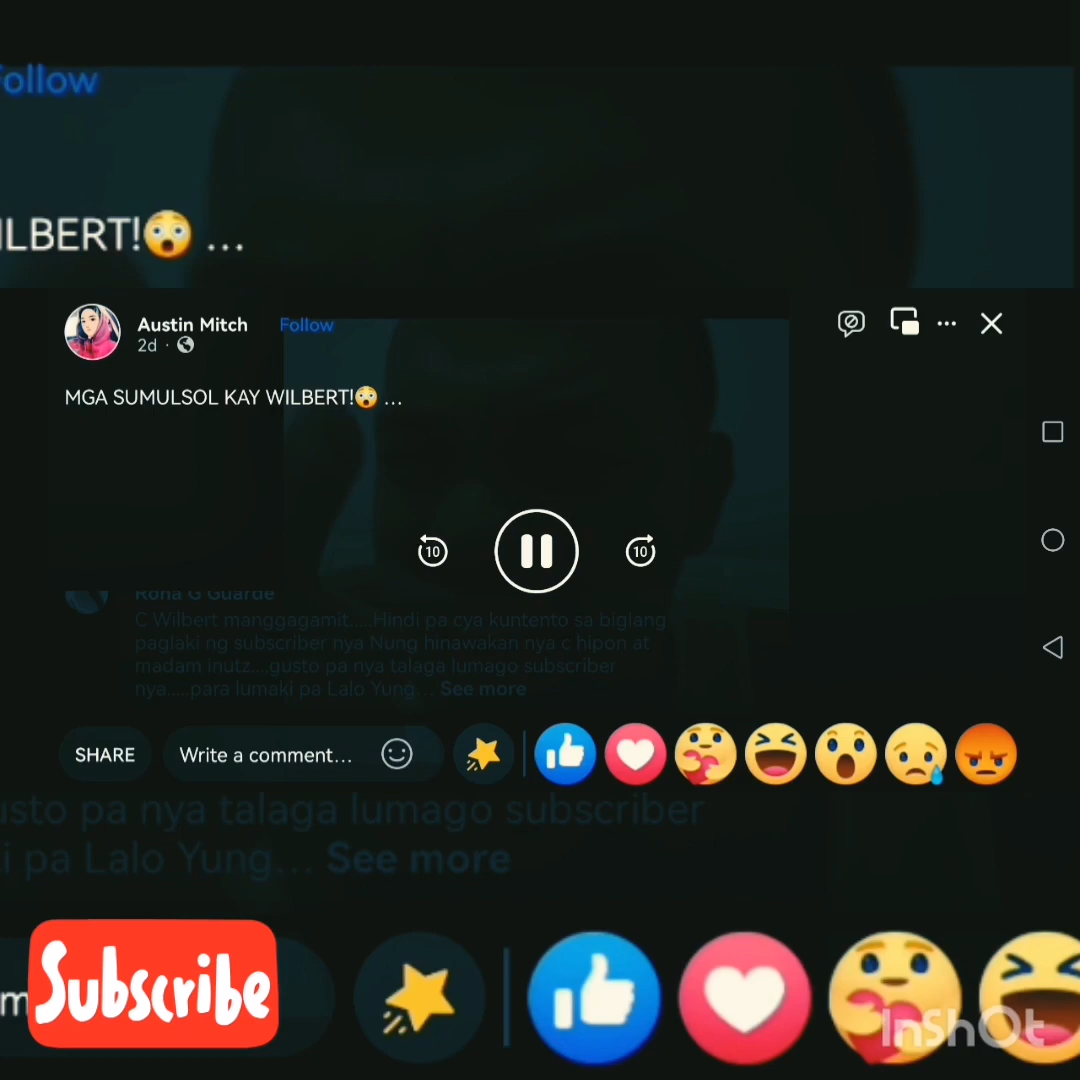 Follow
ILBERT!😲 ...
Austin Mitch Follow
2d ·
MGA SUMULSOL KAY WILBERT!😲 ...
10 10
Rona G Guarde
C Wilbert manggagamit.....Hindi pa cya kuntento sa biglang
paglaki ng subscriber nya Nung hinawakan nya c hipon at
madam inutz....gusto pa nya talaga lumago subscriber
nya.....para lumaki pa Lalo Yung... See more
SHARE Write a comment...
usto pa nya talaga lumago subscriber
i pa Lalo Yung... See more
m
Subscribe
InShOt